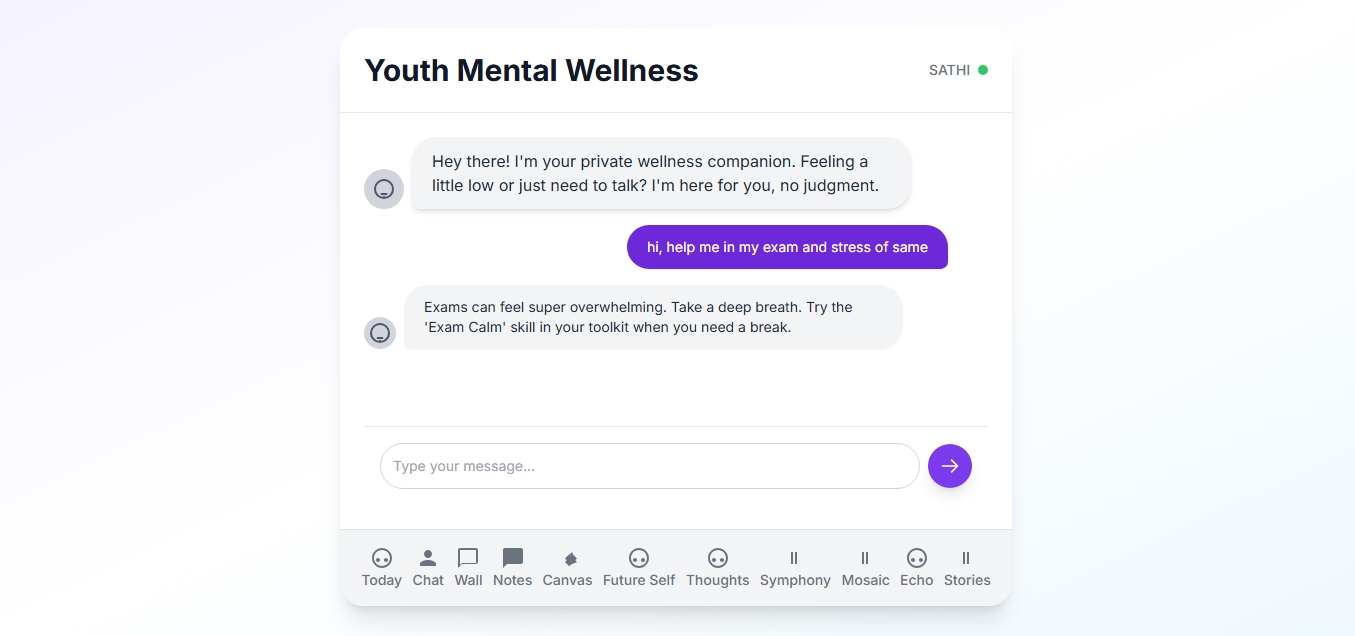 Youth Mental Wellness
SATHI
Hey there! I'm your private wellness companion. Feeling a
little low or just need to talk? I'm here for you, no judgment.
hi, help me in my exam and stress of same
Exams can feel super overwhelming. Take a deep breath. Try the
'Exam Calm' skill in your toolkit when you need a break.
Type your message...
Today Chat Wall Notes Canvas Future Self Thoughts Symphony Mosaic Echo Stories